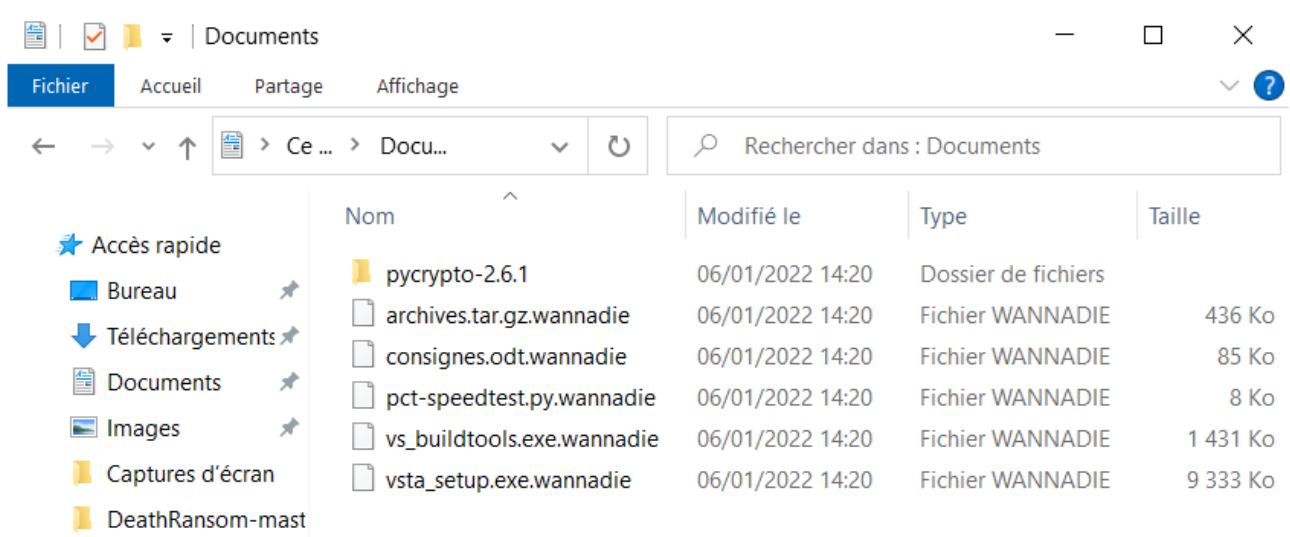 Documents
Fichier Accueil Partage Affichage ?
Ce ... Docu... Rechercher dans : Documents
Nom Modifié le Type Taille
Accès rapide
pycrypto-2.6.1 06/01/2022 14:20 Dossier de fichiers
Bureau
archives.tar.gz.wannadie 06/01/2022 14:20 Fichier WANNADIE 436 Ko
Téléchargements
consignes.odt.wannadie 06/01/2022 14:20 Fichier WANNADIE 85 Ko
Documents
pct-speedtest.py.wannadie 06/01/2022 14:20 Fichier WANNADIE 8 Ko
Images
vs_buildtools.exe.wannadie 06/01/2022 14:20 Fichier WANNADIE 1 431 Ko
Captures d'écran
vsta_setup.exe.wannadie 06/01/2022 14:20 Fichier WANNADIE 9 333 Ko
DeathRansom-mast